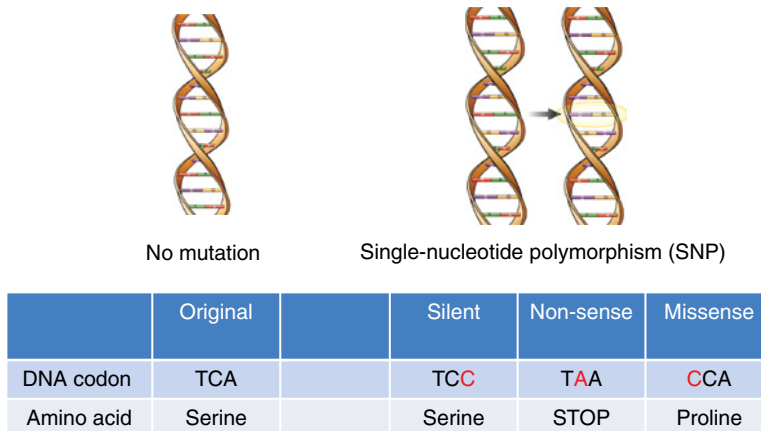 No mutation
Single-nucleotide polymorphism (SNP)
Original Silent Non-sense Missense
DNA codon TCA TCC TAA CCA
Amino acid Serine Serine STOP Proline